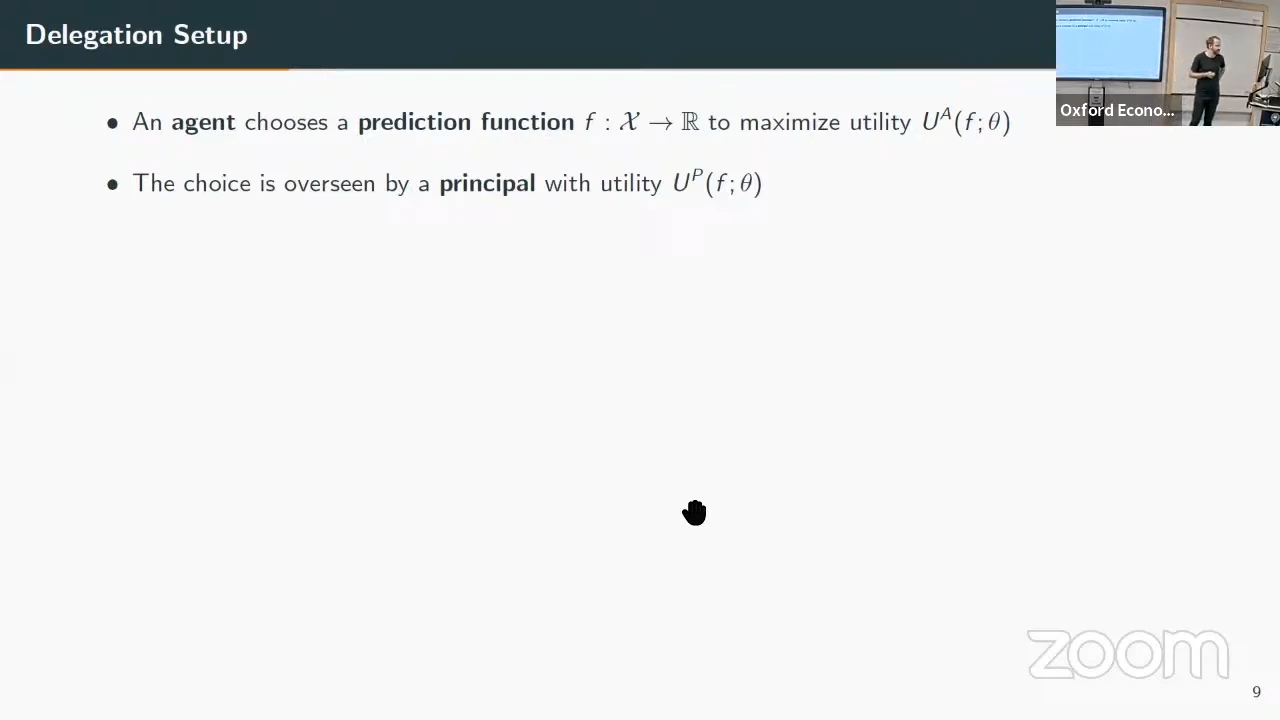 Delegation Setup
Oxford Econo...
• An agent chooses a prediction function f : 𝒳 → ℝ to maximize utility U^A(f; θ)
• The choice is overseen by a principal with utility U^P(f; θ)
zoom
9